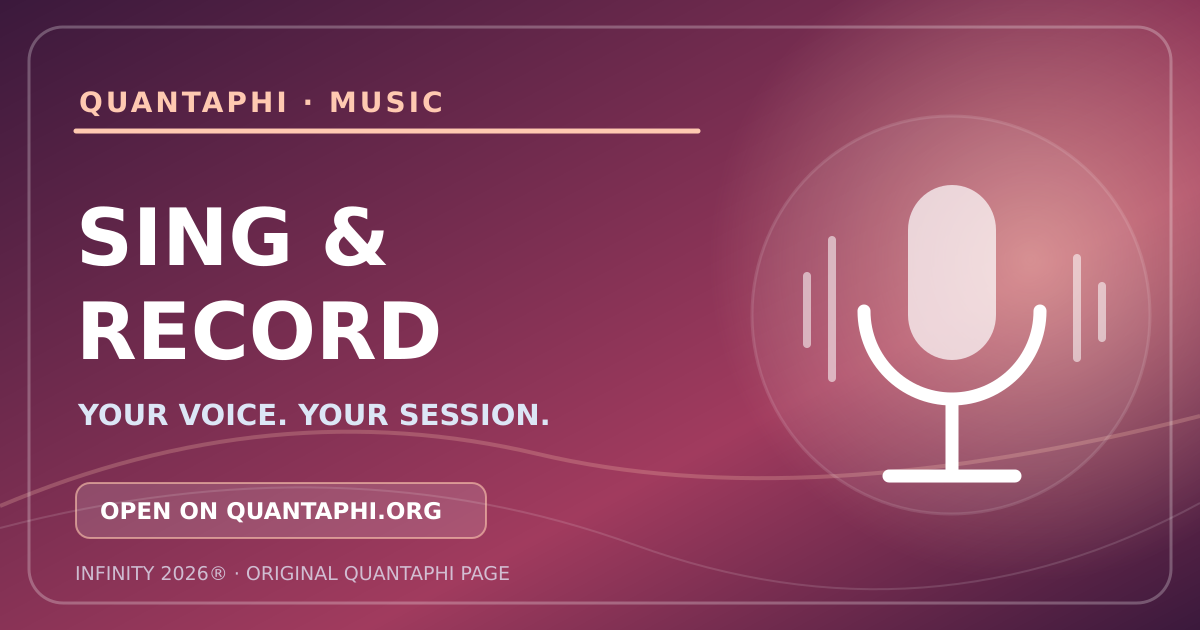 QUANTAPHI · MUSIC
SING &
RECORD
YOUR VOICE. YOUR SESSION.
OPEN ON QUANTAPHI.ORG
INFINITY 2026® · ORIGINAL QUANTAPHI PAGE